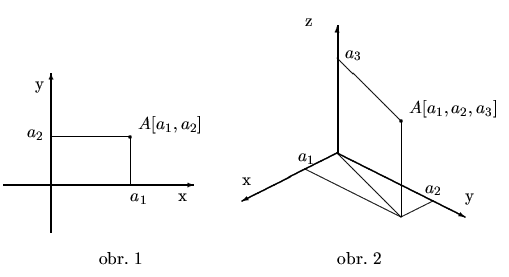 y
a₂
A[a₁, a₂]
a₁
x
obr. 1
z
a₃
A[a₁, a₂, a₃]
a₁
x
a₂
y
obr. 2